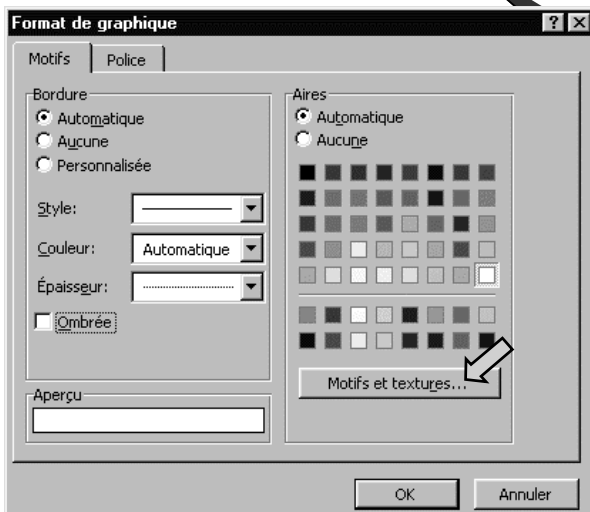 Format de graphique
Motifs
Police
Bordure
Automatique
Aucune
Personnalisée
Style:
Couleur:
Automatique
Épaisseur:
Ombrée
Aperçu
Aires
Automatique
Aucune
Motifs et textures...
OK
Annuler